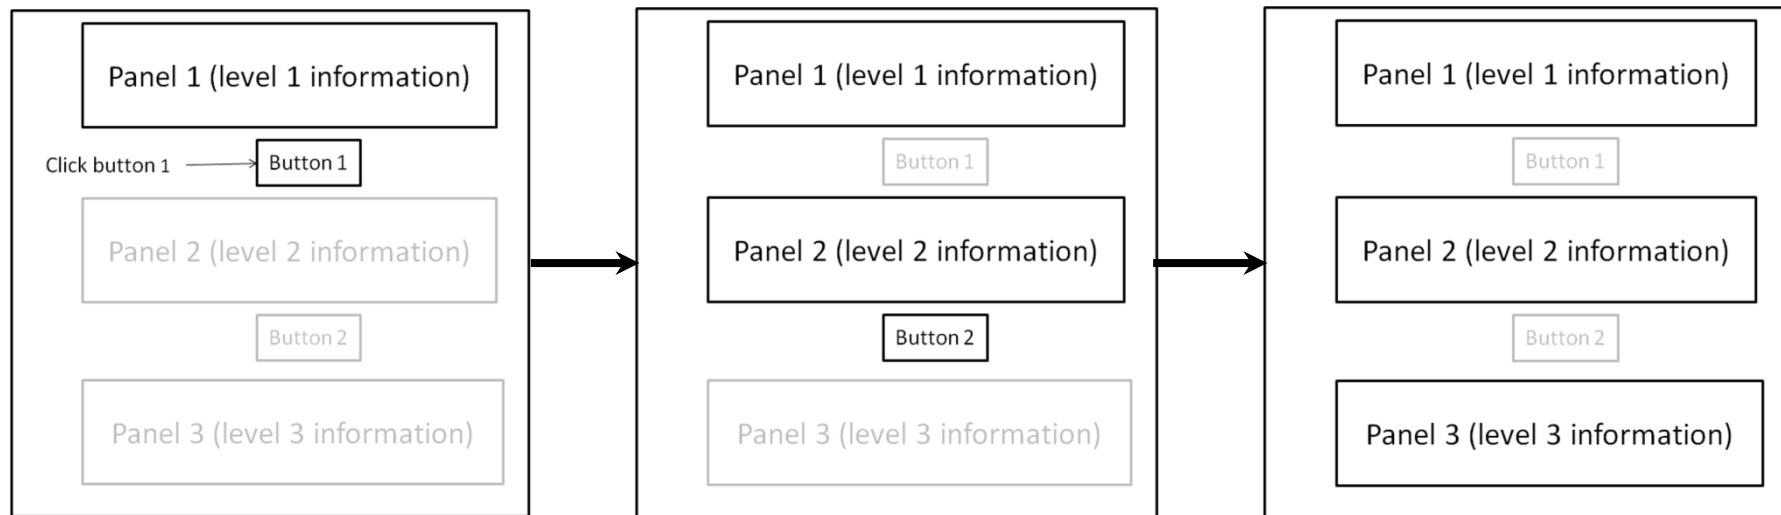 Panel 1 (level 1 information)
Click button 1
Button 1
Panel 2 (level 2 information)
Button 2
Panel 3 (level 3 information)
Panel 1 (level 1 information)
Button 1
Panel 2 (level 2 information)
Button 2
Panel 3 (level 3 information)
Panel 1 (level 1 information)
Button 1
Panel 2 (level 2 information)
Button 2
Panel 3 (level 3 information)